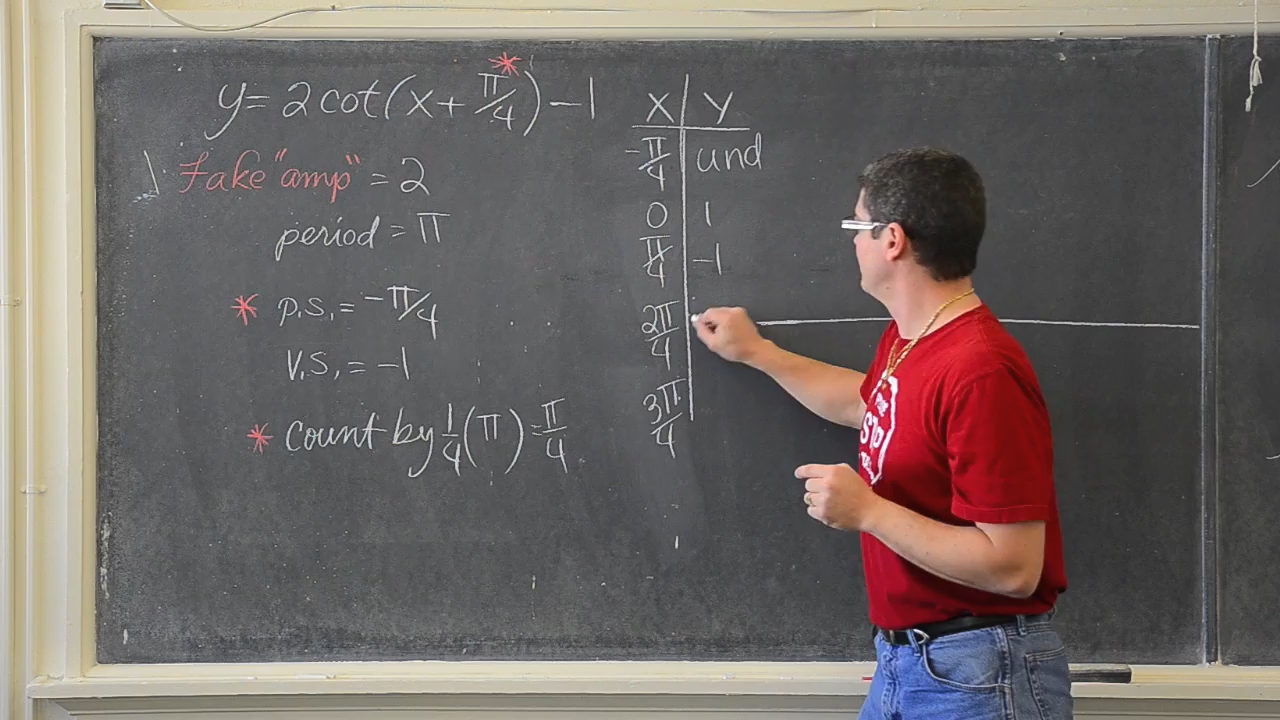 y = 2 cot(x + π/4) - 1 *
1 Fake "amp" = 2
period = π
* p.s. = -π/4
V.S. = -1
* count by 1/4 (π) = π/4
X Y
-π/4 und
0 1
π/4 -1
2π/4
3π/4